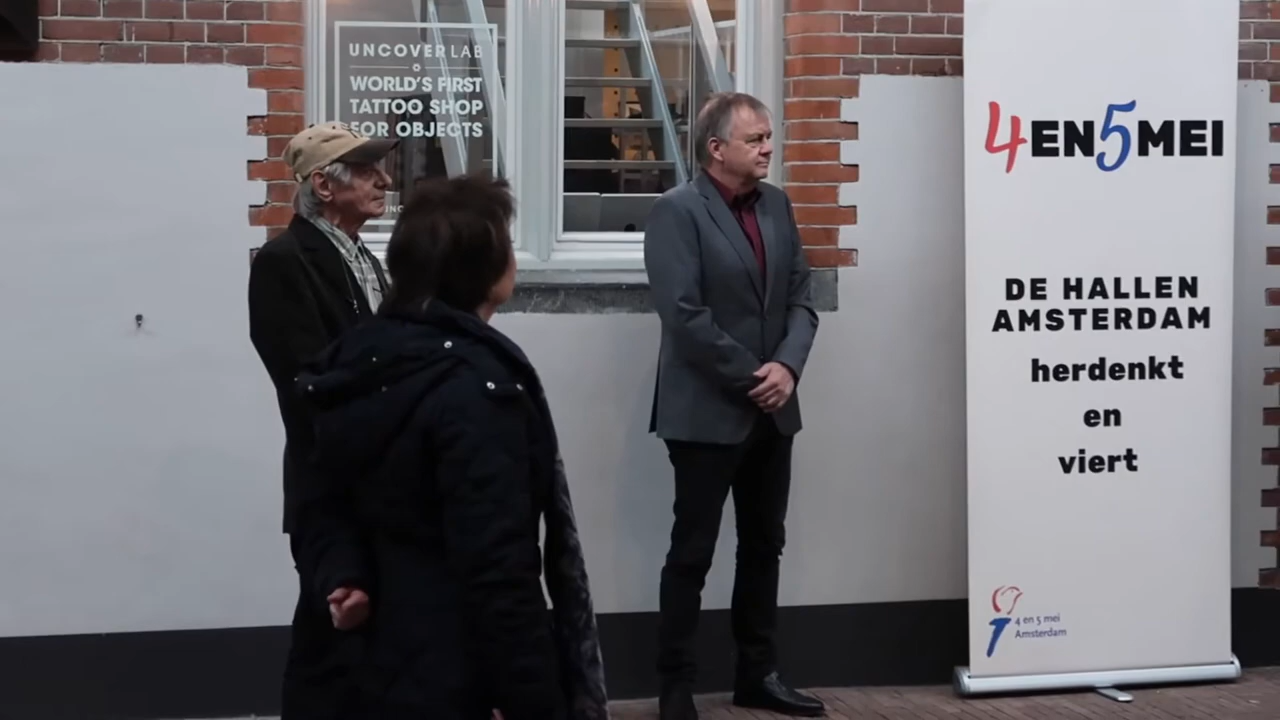 UNCOVER LAB
WORLD'S FIRST
TATTOO SHOP
FOR OBJECTS
4EN5MEI
DE HALLEN
AMSTERDAM
herdenkt
en
viert
4 en 5 mei
Amsterdam